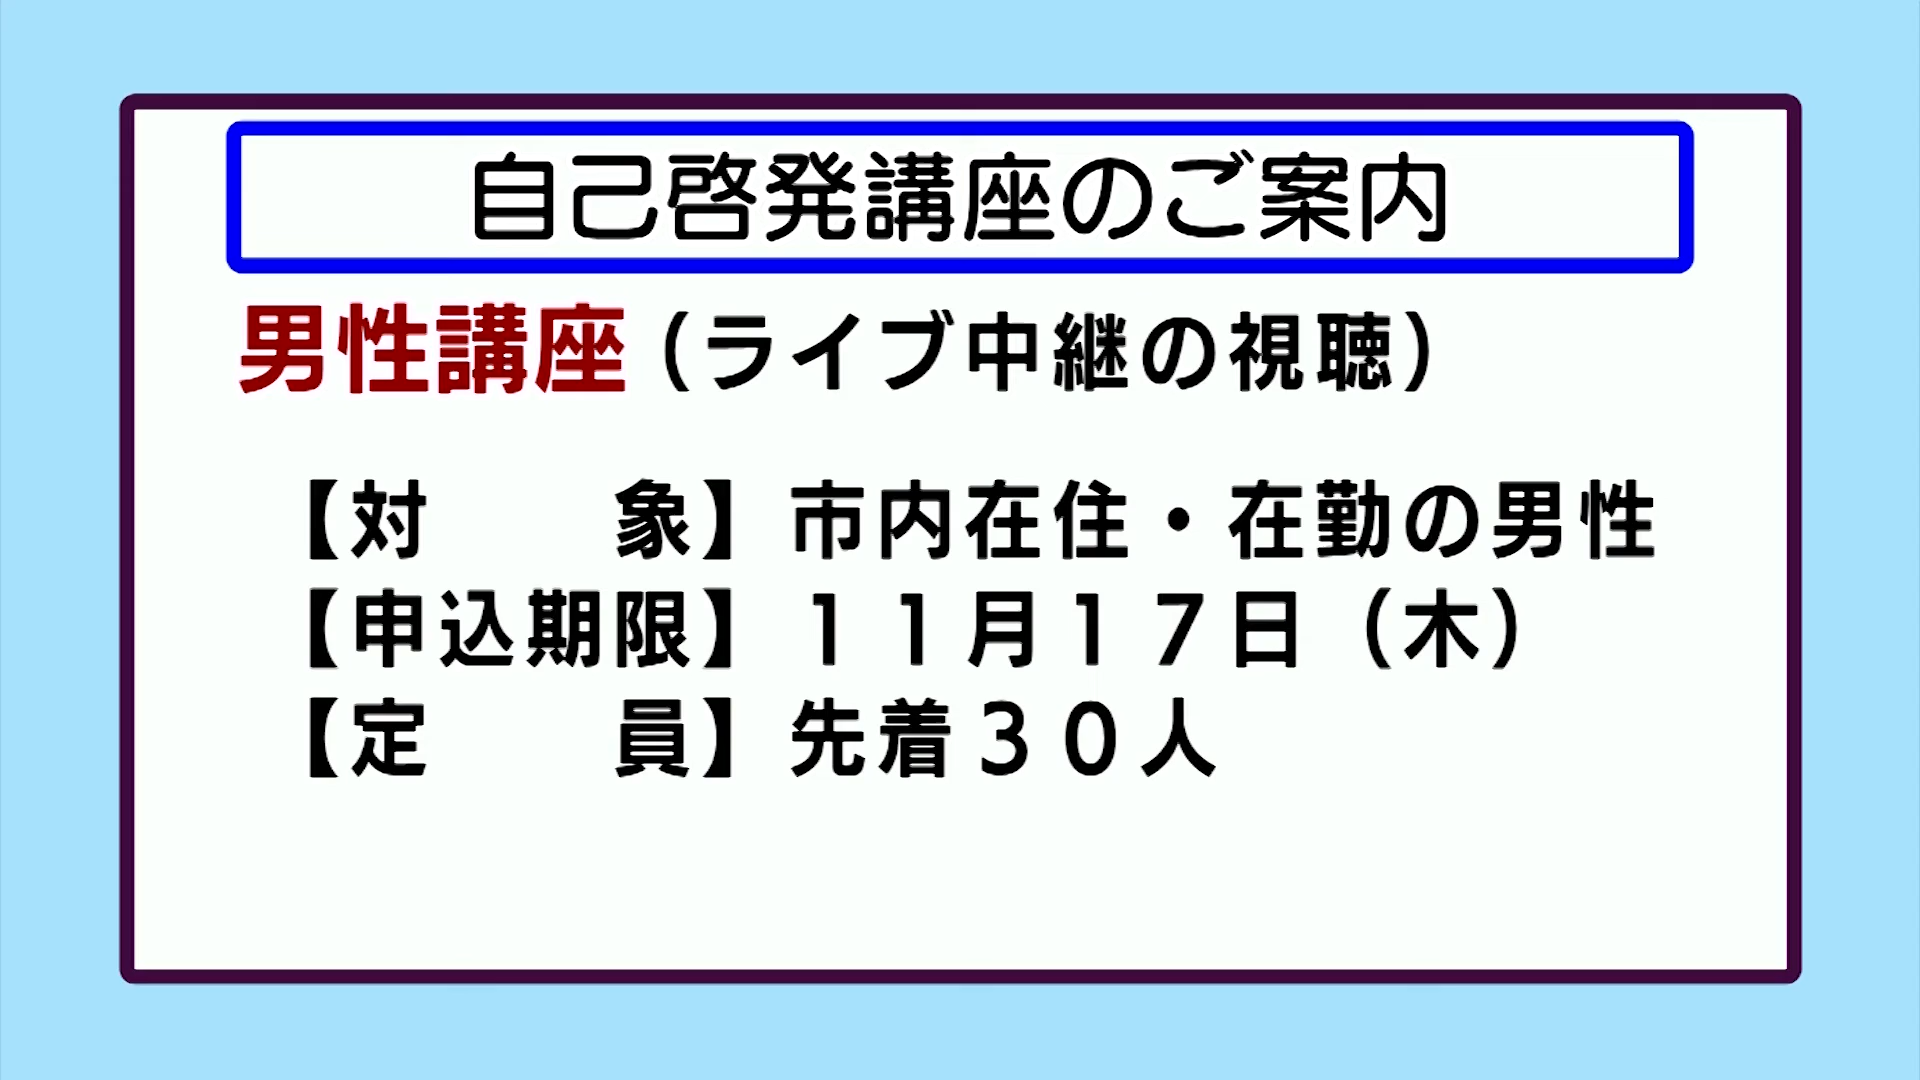 自己啓発講座のご案内
男性講座（ライブ中継の視聴）
【対　　象】市内在住・在勤の男性
【申込期限】１１月１７日（木）
【定　　員】先着３０人